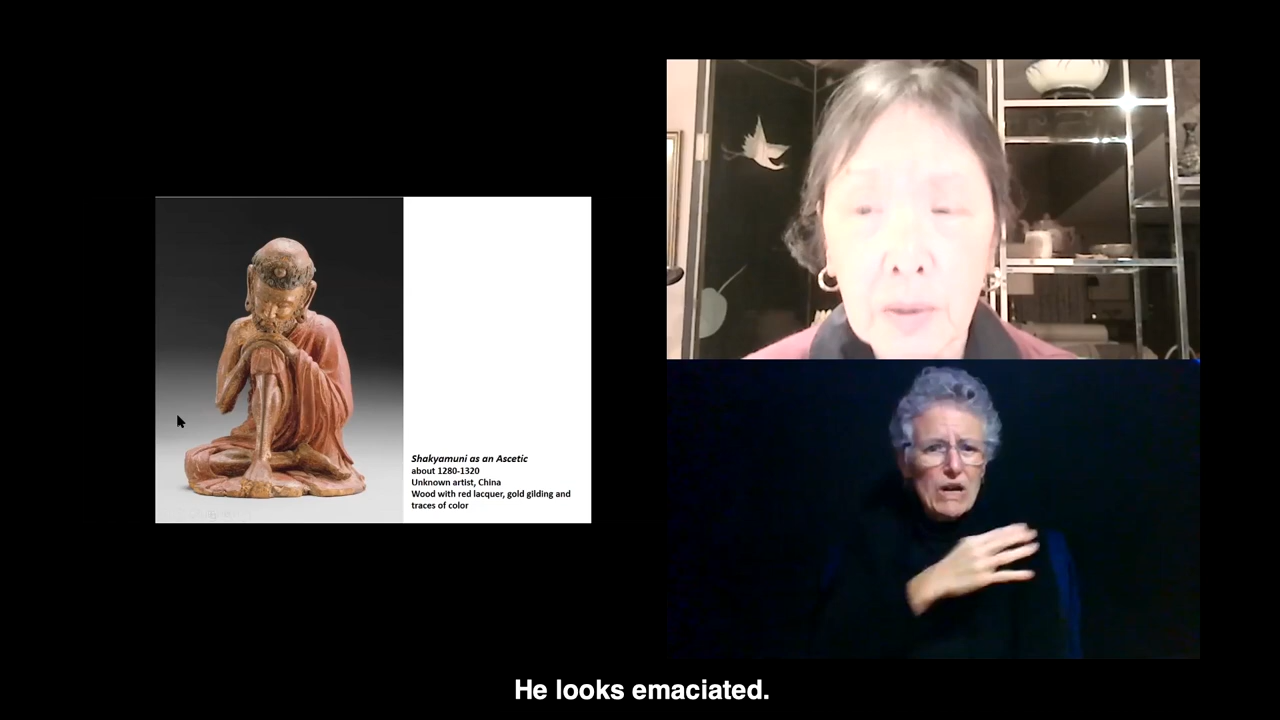 Shakyamuni as an Ascetic
about 1280-1320
Unknown artist, China
Wood with red lacquer, gold gilding and
traces of color
He looks emaciated.